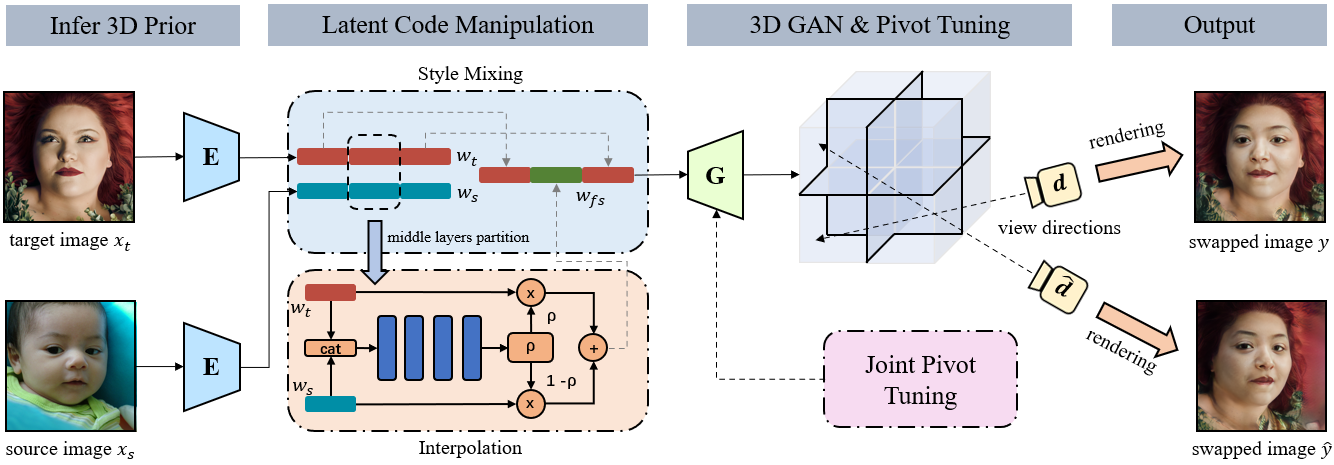 Infer 3D Prior
Latent Code Manipulation
3D GAN & Pivot Tuning
Output
Style Mixing
E
w_t
w_s
w_{fs}
target image x_t
middle layers partition
G
d
view directions
rendering
swapped image y
E
w_t
cat
w_s
x
ρ
ρ
1 -ρ
x
+
Interpolation
source image x_s
Joint Pivot
Tuning
d̂
rendering
swapped image ŷ